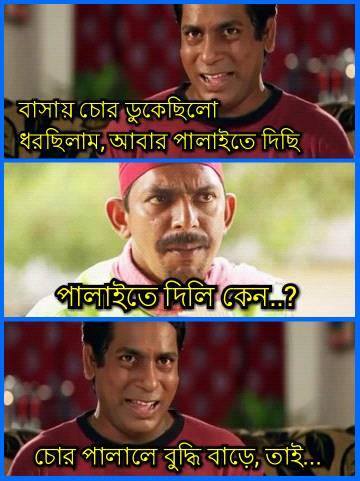 বাসায় চোর ডুকেছিলো
ধরছিলাম, আবার পালাইতে দিছি
পালাইতে দিলি কেন..?
চোর পালালে বুদ্ধি বাড়ে, তাই...